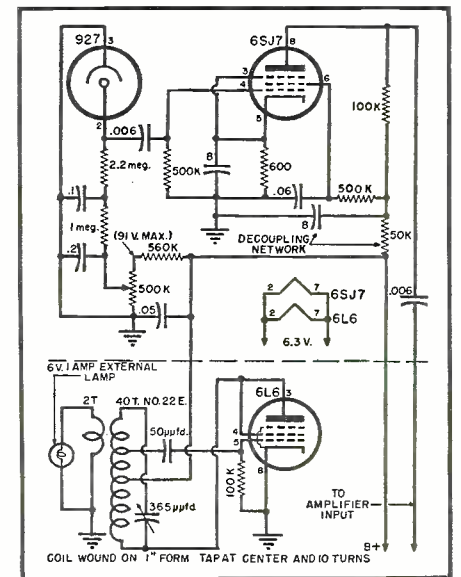 927
3
2
.006
2.2 meg.
.1
1 meg.
.2
(91 V. MAX.)
560K
500K
.05
6SJ7
8
3
4
6
5
500K
8
600
.06
500K
100K
8
DECOUPLING
NETWORK
50K
.006
2 7 6SJ7
2 7 6L6
6.3 V.
6V. 1 AMP EXTERNAL
LAMP
2T
40T. NO. 22 E.
50µµfd.
365µµfd
100K
6L6
3
4
5
8
TO
AMPLIFIER
INPUT
B+
COIL WOUND ON 1" FORM TAP AT CENTER AND 10 TURNS